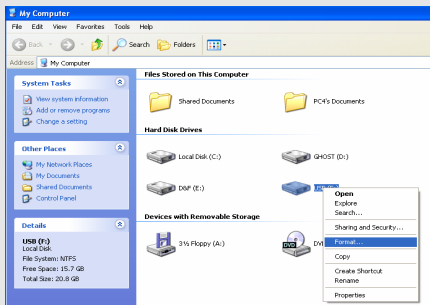 My Computer
File Edit View Favorites Tools Help
Back Search Folders
Address My Computer
System Tasks
View system information
Add or remove programs
Change a setting
Other Places
My Network Places
My Documents
Shared Documents
Control Panel
Details
USB (F:)
Local Disk
File System: NTFS
Free Space: 15.7 GB
Total Size: 20.8 GB
Files Stored on This Computer
Shared Documents PC4's Documents
Hard Disk Drives
Local Disk (C:) GHOST (D:)
D&P (E:)
Devices with Removable Storage
3½ Floppy (A:)
Open
Explore
Search...
Sharing and Security...
Format...
Copy
Create Shortcut
Rename
Properties